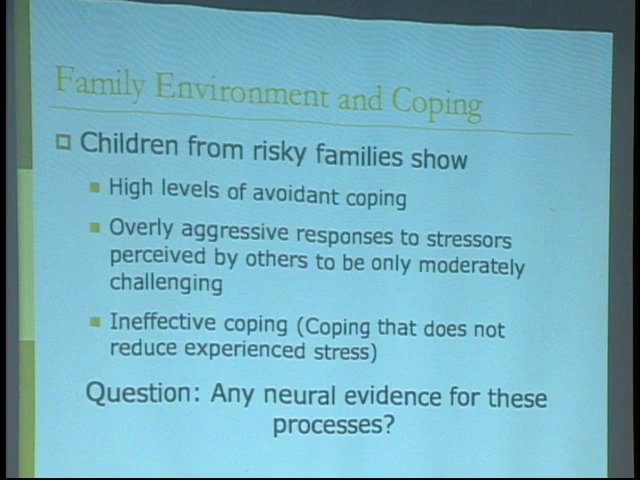 Family Environment and Coping
Children from risky families show
High levels of avoidant coping
Overly aggressive responses to stressors
perceived by others to be only moderately
challenging
Ineffective coping (Coping that does not
reduce experienced stress)
Question: Any neural evidence for these
processes?